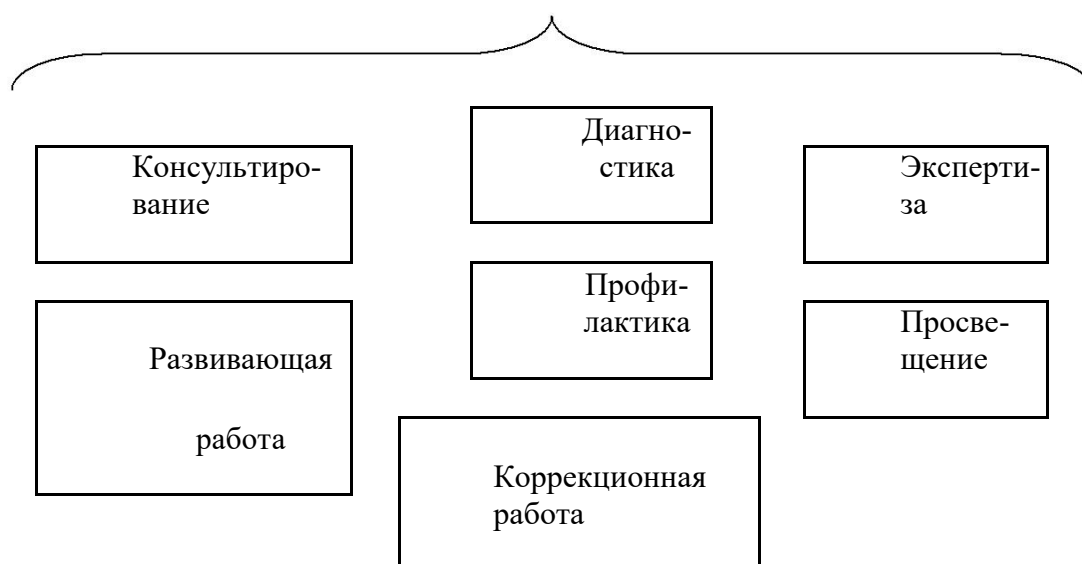 Диагно-
стика
Консультиро-
вание
Эксперти-
за
Профи-
лактика
Развивающая
работа
Просве-
щение
Коррекционная
работа